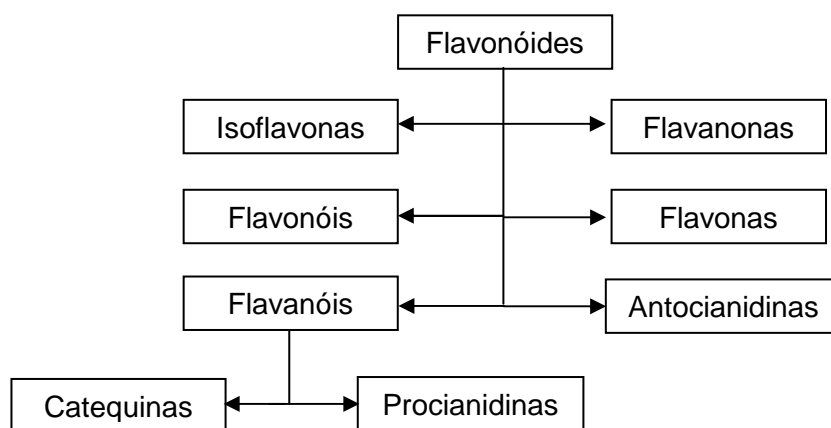 Flavonóides
Isoflavonas
Flavanonas
Flavonóis
Flavonas
Flavanóis
Antocianidinas
Catequinas
Procianidinas